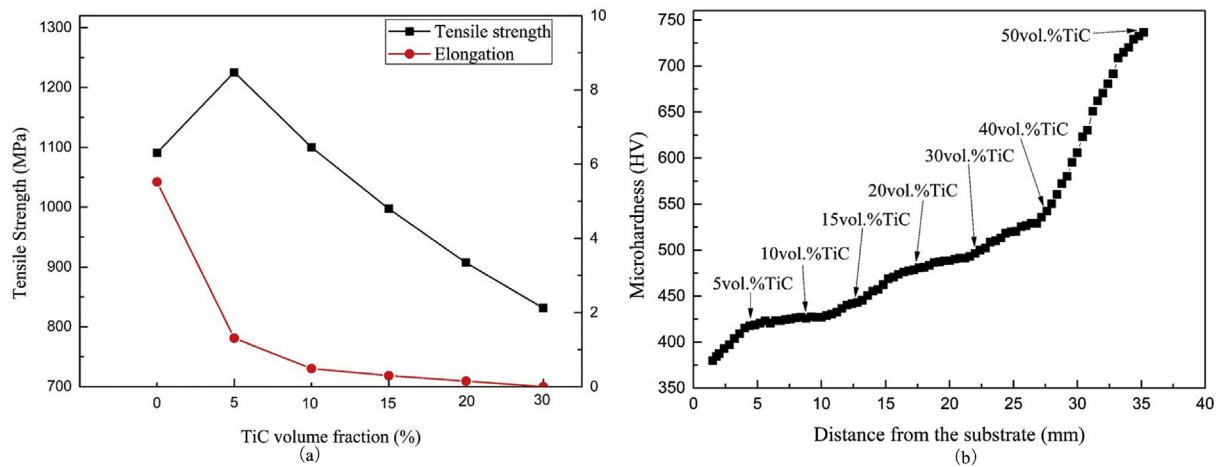 1300
1200
1100
1000
900
800
700
Tensile Strength (MPa)
Tensile strength
Elongation
10
8
6
4
2
0
0 5 10 15 20 30
TiC volume fraction (%)
(a)
750
700
650
600
550
500
450
400
350
Microhardness (HV)
50vol.%TiC
40vol.%TiC
30vol.%TiC
20vol.%TiC
15vol.%TiC
10vol.%TiC
5vol.%TiC
0 5 10 15 20 25 30 35 40
Distance from the substrate (mm)
(b)